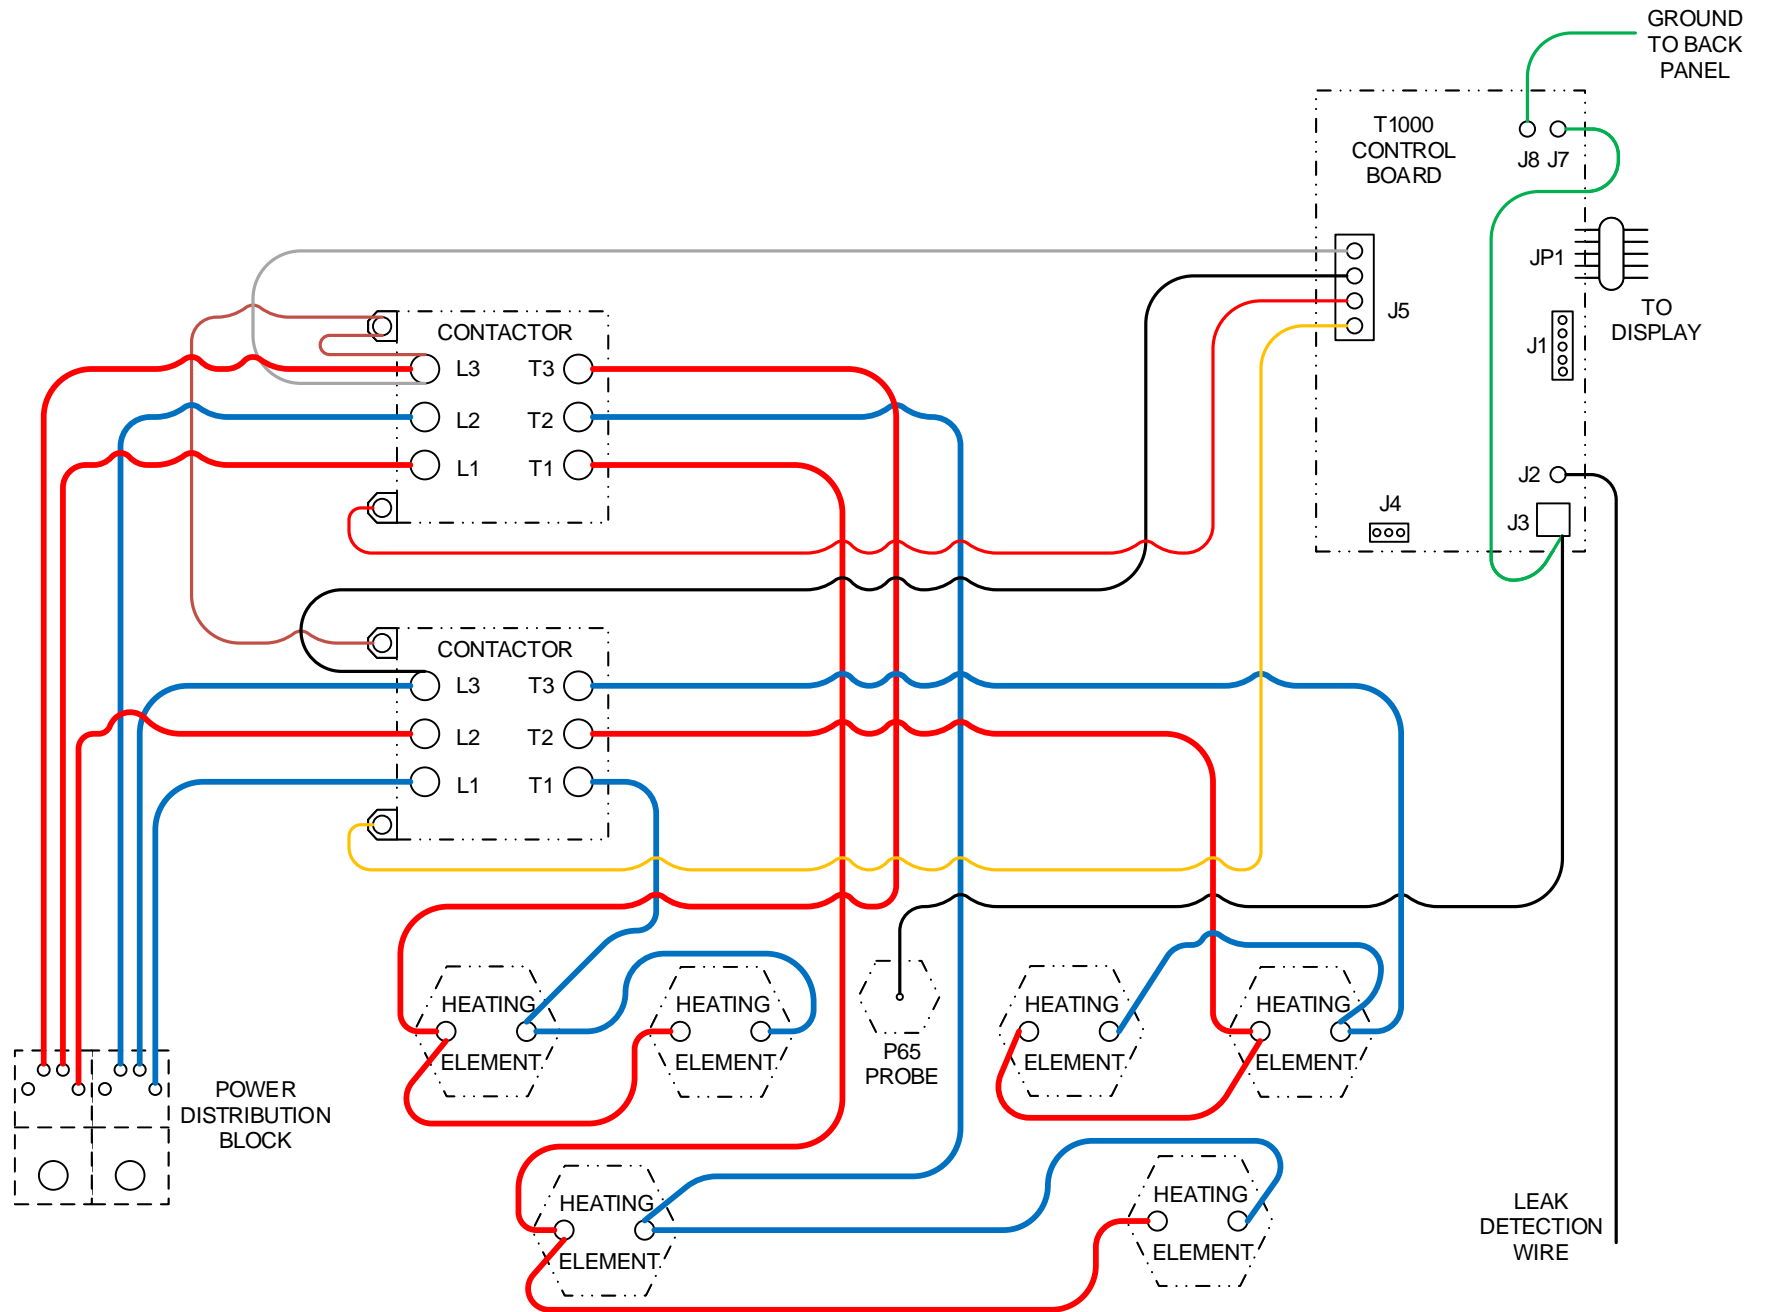 GROUND
TO BACK
PANEL
T1000
CONTROL
BOARD
J8 J7
JP1
TO
DISPLAY
J5
J1
J2
J4
J3
CONTACTOR
L3 T3
L2 T2
L1 T1
CONTACTOR
L3 T3
L2 T2
L1 T1
HEATING
ELEMENT
HEATING
ELEMENT
P65
PROBE
HEATING
ELEMENT
HEATING
ELEMENT
POWER
DISTRIBUTION
BLOCK
HEATING
ELEMENT
HEATING
ELEMENT
LEAK
DETECTION
WIRE